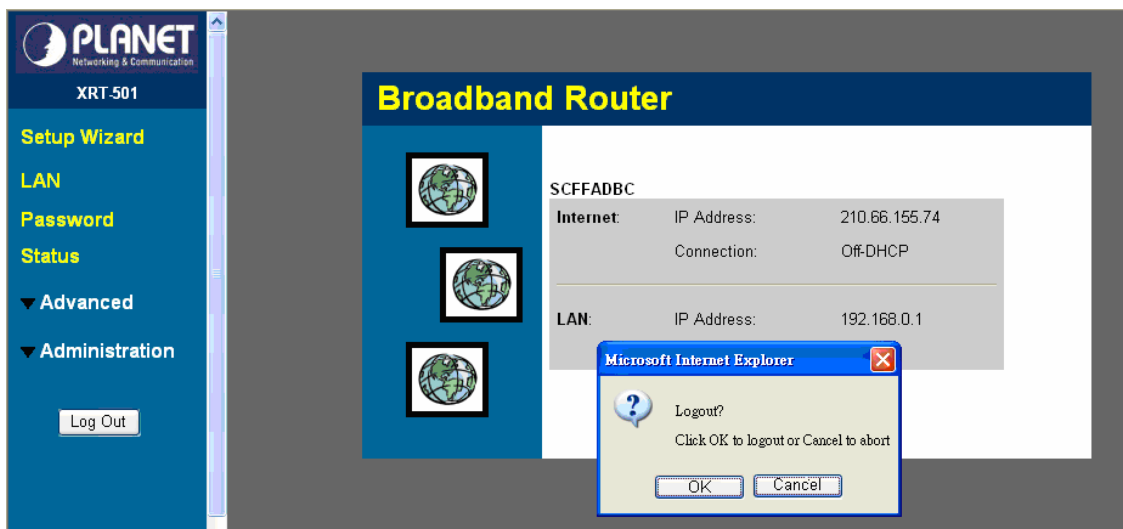 PLANET
Networking & Communication
XRT-501
Setup Wizard
LAN
Password
Status
Advanced
Administration
Log Out
Broadband Router
SCFFADBC
Internet: IP Address: 210.66.155.74
Connection: Off-DHCP
LAN: IP Address: 192.168.0.1
Microsoft Internet Explorer
Logout?
Click OK to logout or Cancel to abort
OK Cancel